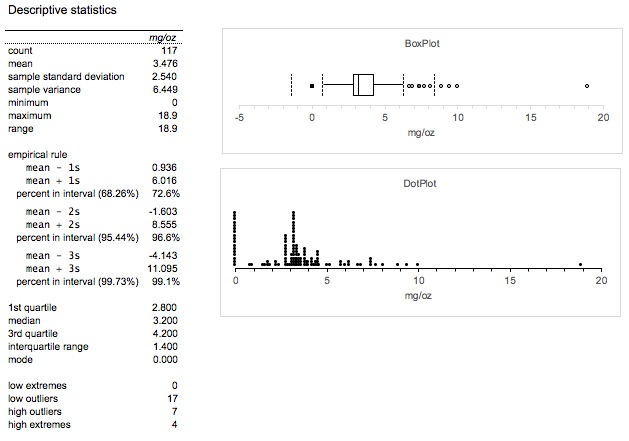 Descriptive statistics
mg/oz
count 117
mean 3.476
sample standard deviation 2.540
sample variance 6.449
minimum 0
maximum 18.9
range 18.9
empirical rule
mean - 1s 0.936
mean + 1s 6.016
percent in interval (68.26%) 72.6%
mean - 2s -1.603
mean + 2s 8.555
percent in interval (95.44%) 96.6%
mean - 3s -4.143
mean + 3s 11.095
percent in interval (99.73%) 99.1%
1st quartile 2.800
median 3.200
3rd quartile 4.200
interquartile range 1.400
mode 0.000
low extremes 0
low outliers 17
high outliers 7
high extremes 4
BoxPlot
-5 0 5 10 15 20
mg/oz
DotPlot
0 5 10 15 20
mg/oz